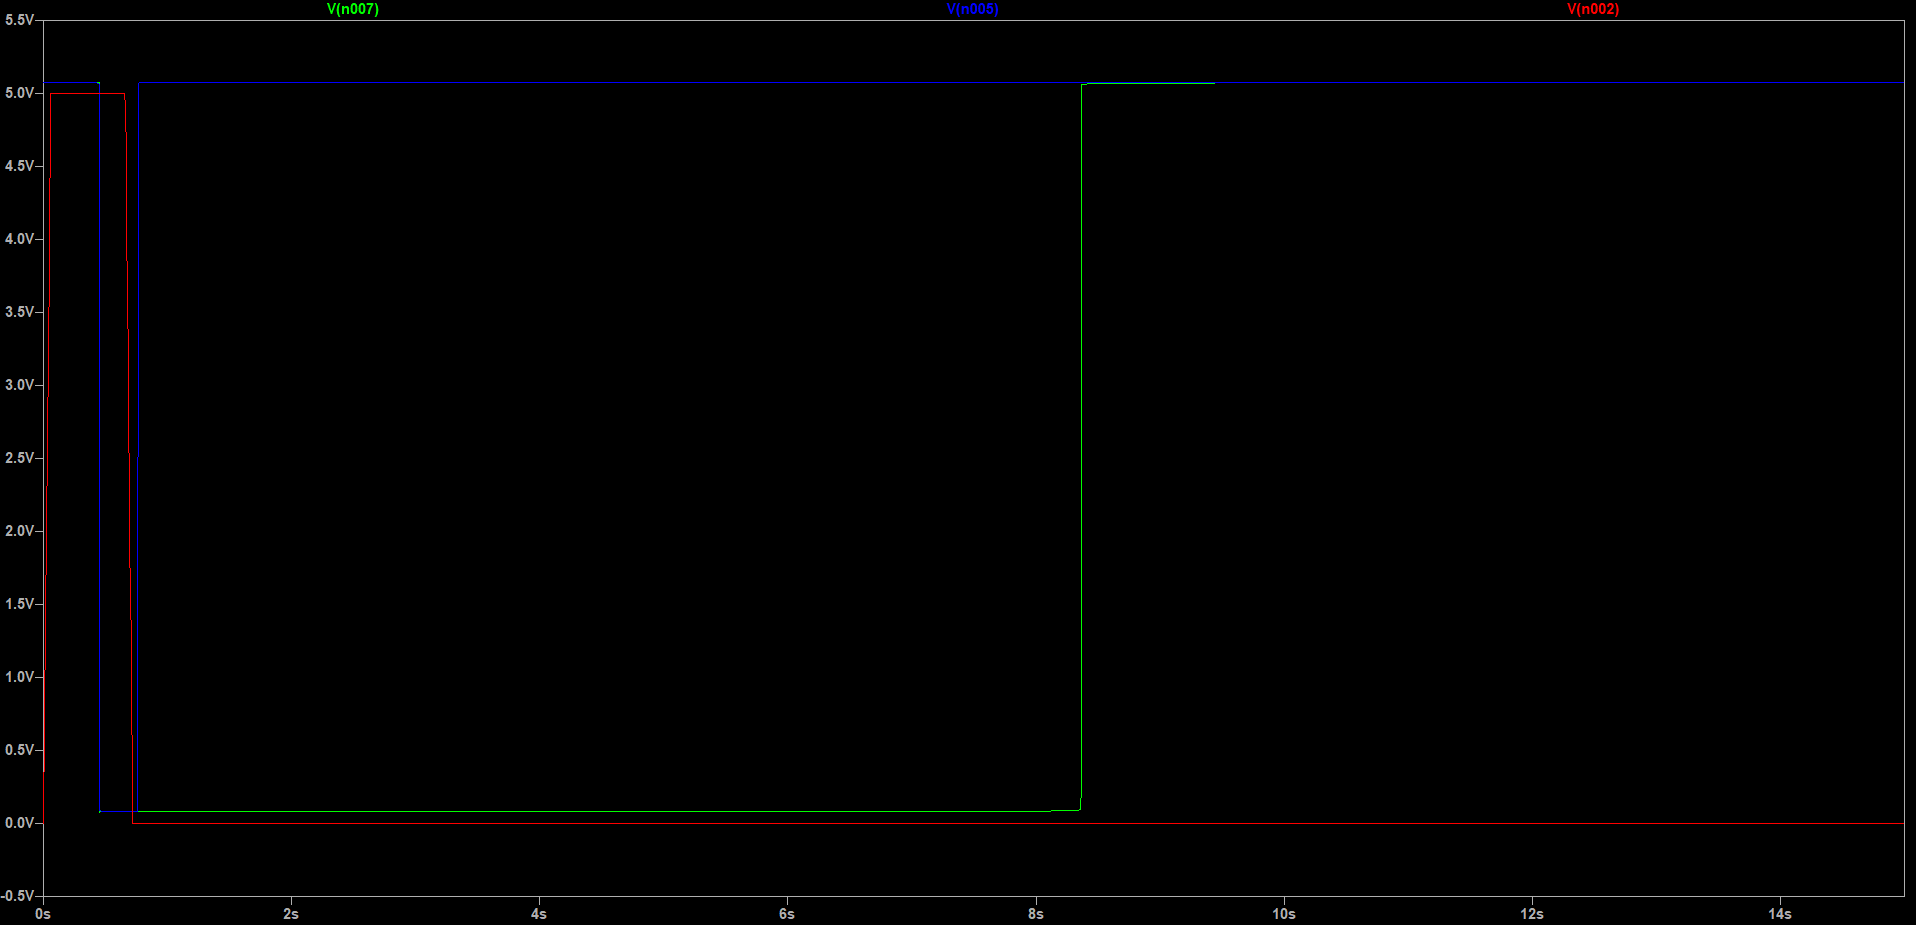 V(n007) V(n005) V(n002)
5.5V
5.0V
4.5V
4.0V
3.5V
3.0V
2.5V
2.0V
1.5V
1.0V
0.5V
0.0V
-0.5V
0s 2s 4s 6s 8s 10s 12s 14s